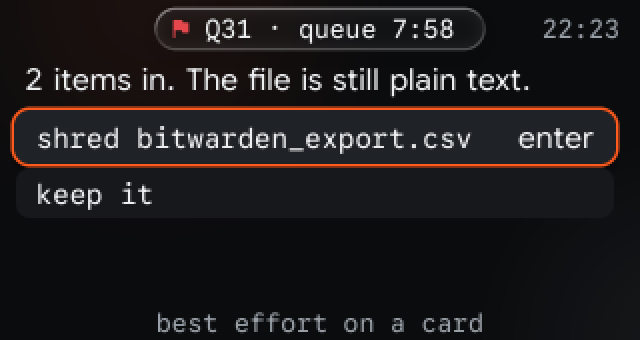 Q31 · queue 7:58 22:23
2 items in. The file is still plain text.
shred bitwarden_export.csv enter
keep it
best effort on a card